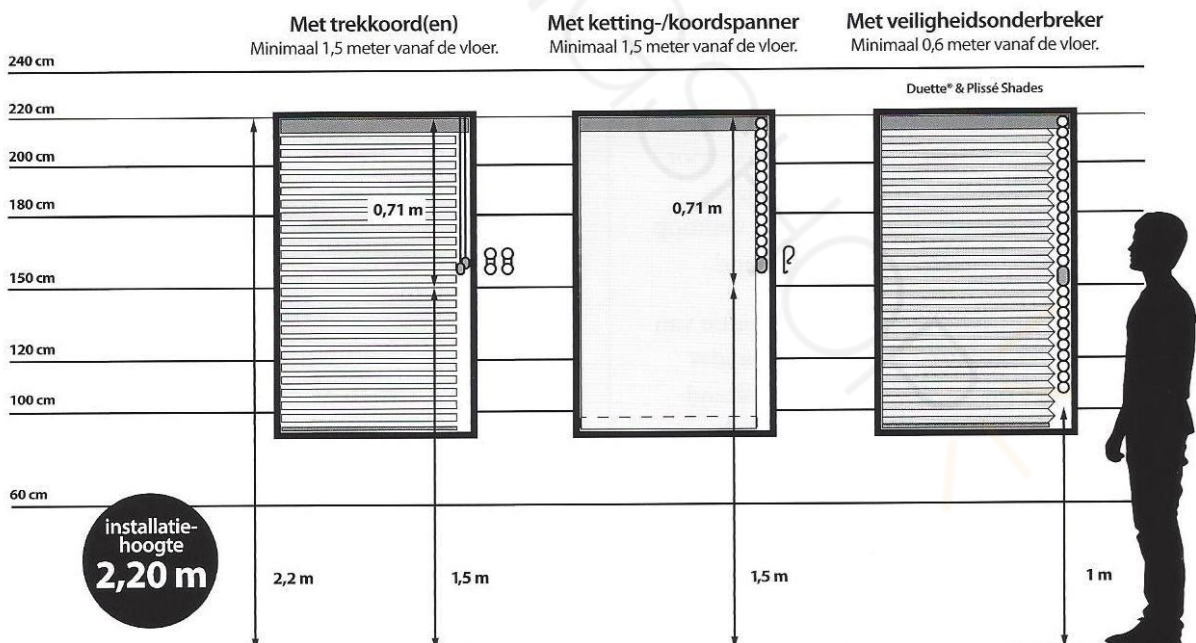 Met trekkoord(en)
Minimaal 1,5 meter vanaf de vloer.
Met ketting-/koordspanner
Minimaal 1,5 meter vanaf de vloer.
Met veiligheidsonderbreker
Minimaal 0,6 meter vanaf de vloer.
240 cm
Duette® & Plissé Shades
220 cm
200 cm
180 cm
0,71 m
0,71 m
150 cm
120 cm
100 cm
60 cm
installatie-
hoogte
2,20 m
2,2 m
1,5 m
1,5 m
1 m